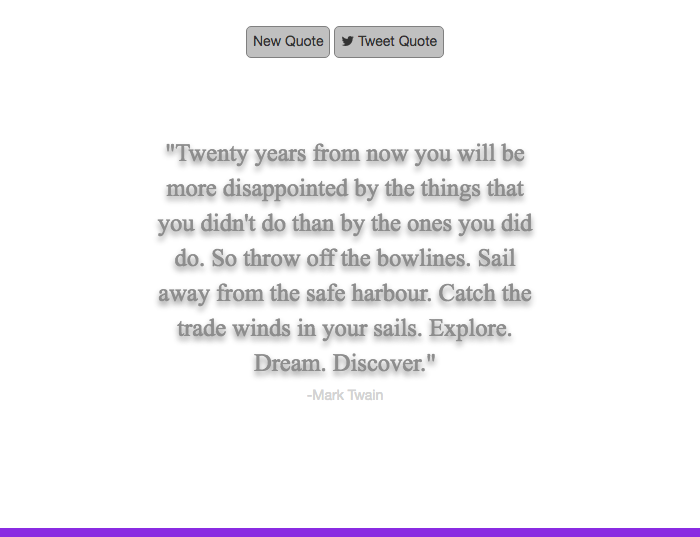 New Quote Tweet Quote
"Twenty years from now you will be
more disappointed by the things that
you didn't do than by the ones you did
do. So throw off the bowlines. Sail
away from the safe harbour. Catch the
trade winds in your sails. Explore.
Dream. Discover."
-Mark Twain